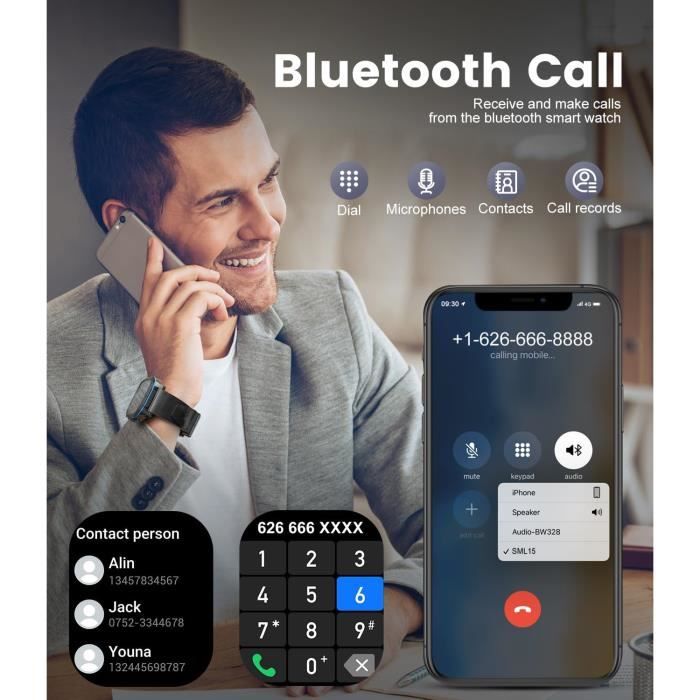 Bluetooth Call
Receive and make calls
from the bluetooth smart watch
Dial
Microphones
Contacts
Call records
09:30
4G
+1-626-666-8888
calling mobile...
mute
keypad
audio
add call
iPhone
Speaker
Audio-BW328
✓ SML15
Contact person
Alin
13457834567
Jack
0752-3344678
Youna
132445698787
626 666 XXXX
1 2 3
4 5 6
7* 8 9#
0+